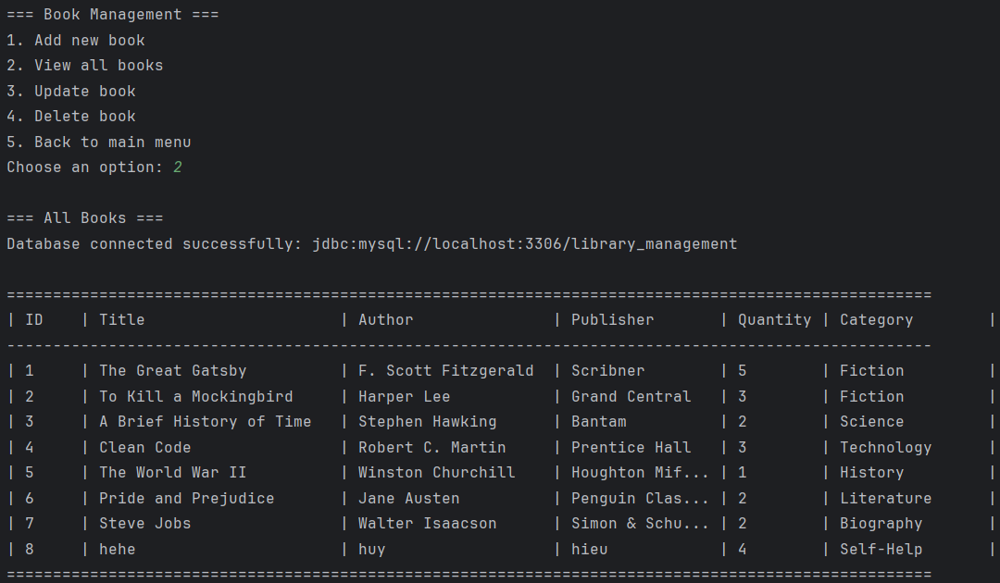 === Book Management ===
1. Add new book
2. View all books
3. Update book
4. Delete book
5. Back to main menu
Choose an option: 2
=== All Books ===
Database connected successfully: jdbc:mysql://localhost:3306/library_management
====================================================================================================
| ID    | Title                     | Author               | Publisher       | Quantity | Category        |
----------------------------------------------------------------------------------------------------
| 1     | The Great Gatsby          | F. Scott Fitzgerald  | Scribner        | 5        | Fiction         |
| 2     | To Kill a Mockingbird     | Harper Lee           | Grand Central   | 3        | Fiction         |
| 3     | A Brief History of Time   | Stephen Hawking      | Bantam          | 2        | Science         |
| 4     | Clean Code                | Robert C. Martin     | Prentice Hall   | 3        | Technology      |
| 5     | The World War II          | Winston Churchill    | Houghton Mif... | 1        | History         |
| 6     | Pride and Prejudice       | Jane Austen          | Penguin Clas... | 2        | Literature      |
| 7     | Steve Jobs                | Walter Isaacson      | Simon & Schu... | 2        | Biography       |
| 8     | hehe                      | huy                  | hieu            | 4        | Self-Help       |
====================================================================================================